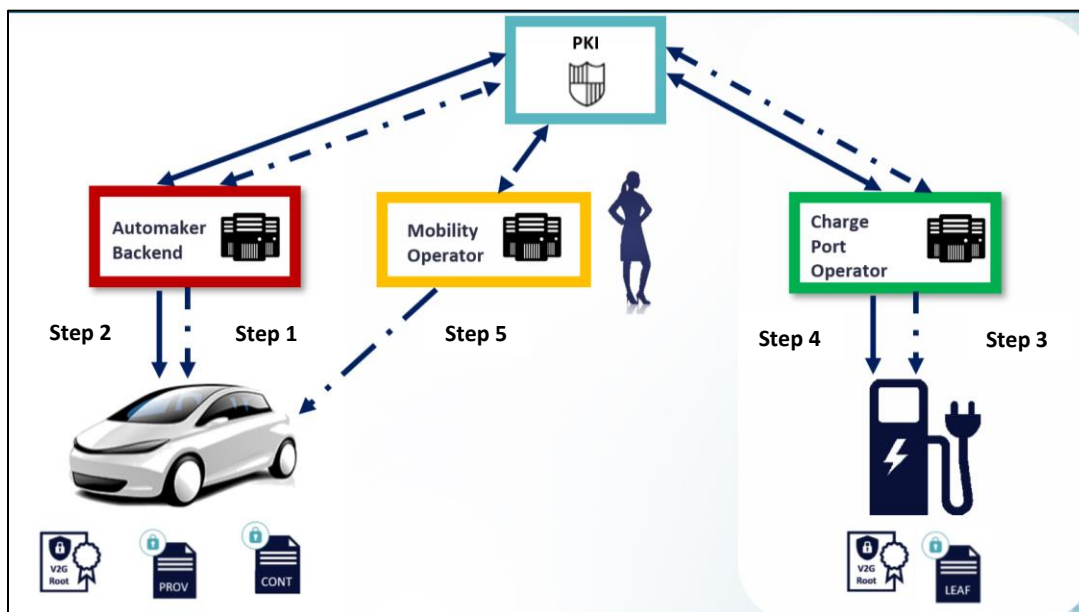 PKI
Automaker
Backend
Mobility
Operator
Charge
Port
Operator
Step 2
Step 1
Step 5
Step 4
Step 3
V2G
Root
PROV
CONT
V2G
Root
LEAF